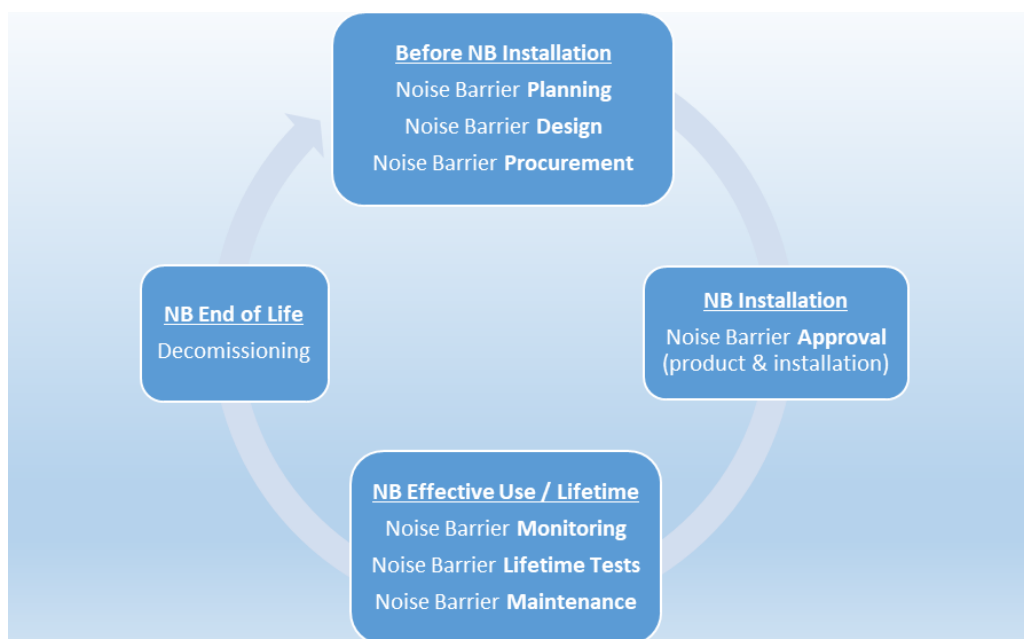 Before NB Installation
Noise Barrier Planning
Noise Barrier Design
Noise Barrier Procurement
NB Installation
Noise Barrier Approval
(product & installation)
NB Effective Use / Lifetime
Noise Barrier Monitoring
Noise Barrier Lifetime Tests
Noise Barrier Maintenance
NB End of Life
Decomissioning